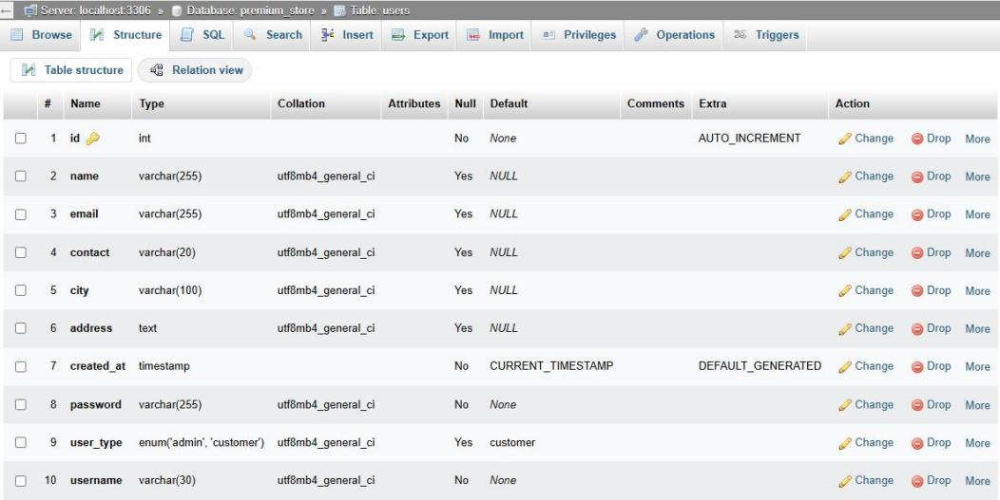 ← Server: localhost:3306 » Database: premium_store » Table: users
Browse Structure SQL Search Insert Export Import Privileges Operations Triggers
Table structure Relation view
# Name Type Collation Attributes Null Default Comments Extra Action
1 id int No None AUTO_INCREMENT Change Drop More
2 name varchar(255) utf8mb4_general_ci Yes NULL Change Drop More
3 email varchar(255) utf8mb4_general_ci Yes NULL Change Drop More
4 contact varchar(20) utf8mb4_general_ci Yes NULL Change Drop More
5 city varchar(100) utf8mb4_general_ci Yes NULL Change Drop More
6 address text utf8mb4_general_ci Yes NULL Change Drop More
7 created_at timestamp No CURRENT_TIMESTAMP DEFAULT_GENERATED Change Drop More
8 password varchar(255) utf8mb4_general_ci No None Change Drop More
9 user_type enum('admin', 'customer') utf8mb4_general_ci Yes customer Change Drop More
10 username varchar(30) utf8mb4_general_ci No None Change Drop More